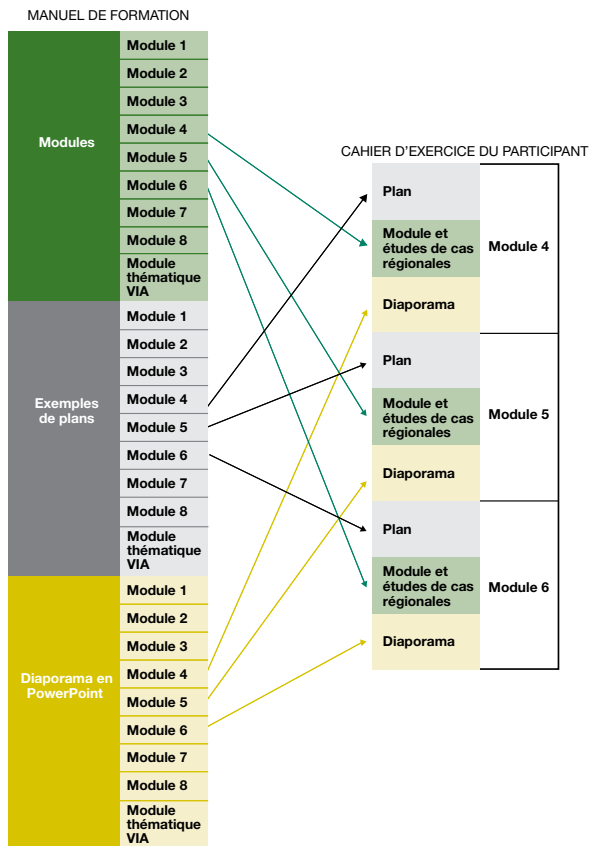 MANUEL DE FORMATION
Modules
Module 1
Module 2
Module 3
Module 4
Module 5
Module 6
Module 7
Module 8
Module
thématique
VIA
Exemples
de plans
Module 1
Module 2
Module 3
Module 4
Module 5
Module 6
Module 7
Module 8
Module
thématique
VIA
Diaporama en
PowerPoint
Module 1
Module 2
Module 3
Module 4
Module 5
Module 6
Module 7
Module 8
Module
thématique
VIA
CAHIER D’EXERCICE DU PARTICIPANT
Plan
Module et
études de cas
régionales
Diaporama
Module 4
Plan
Module et
études de cas
régionales
Diaporama
Module 5
Plan
Module et
études de cas
régionales
Diaporama
Module 6